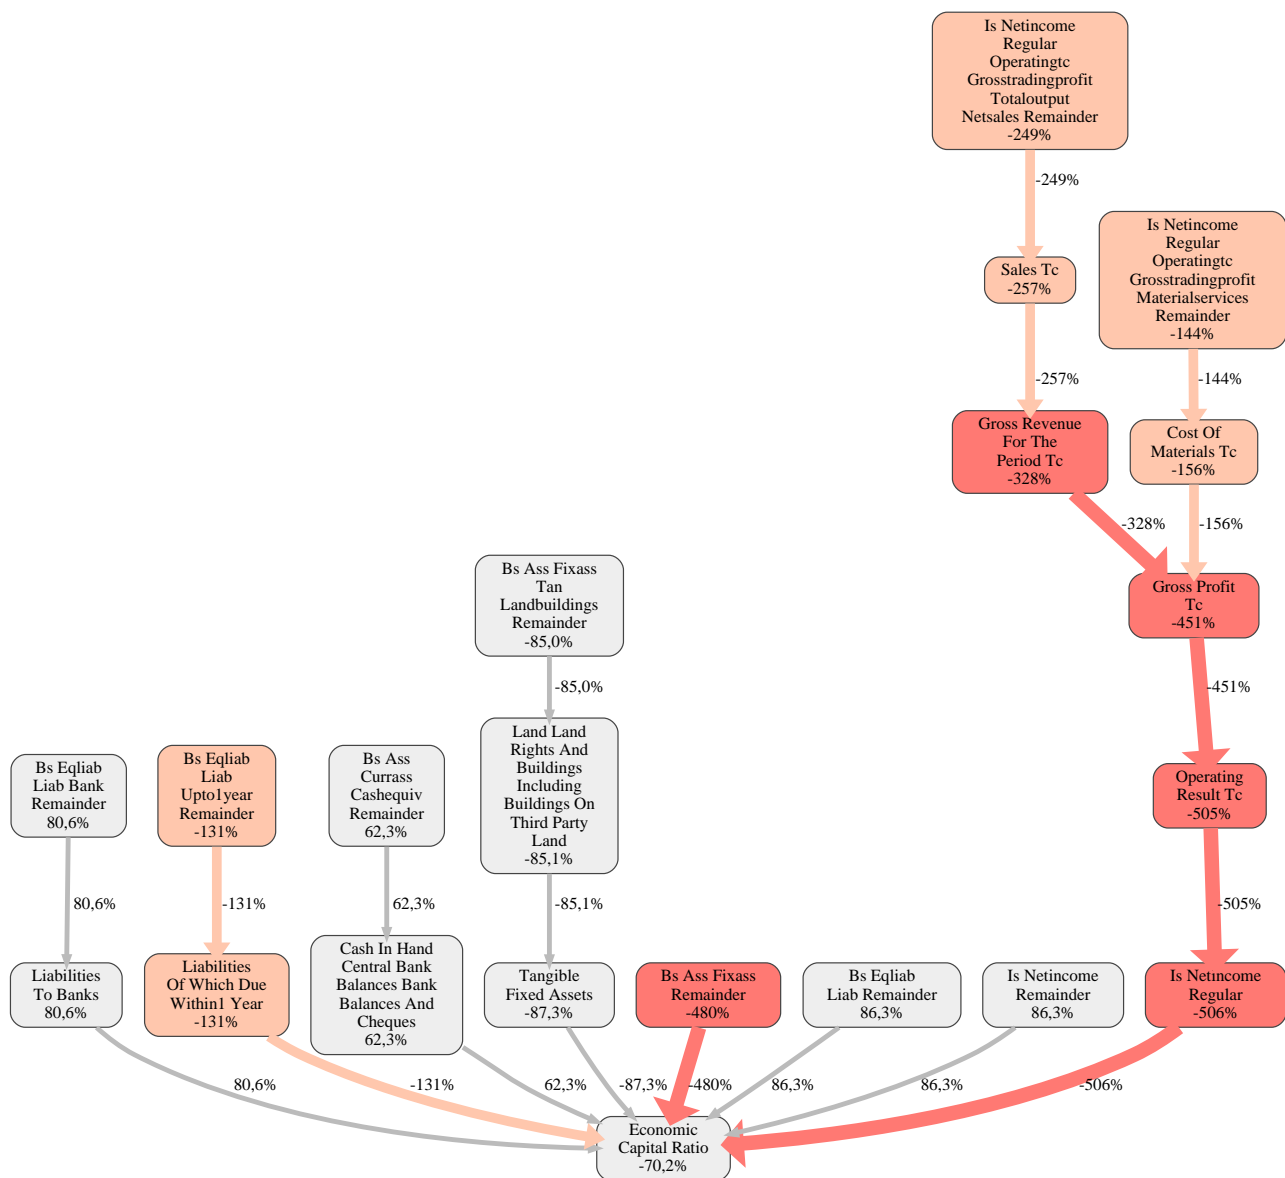 Is Netincome
Regular
Operatingtc
Grosstradingprofit
Totaloutput
Netsales Remainder
-249%
-249%
Is Netincome
Regular
Operatingtc
Grosstradingprofit
Materialservices
Remainder
-144%
Sales Tc
-257%
-257%
-144%
Gross Revenue
For The
Period Tc
-328%
Cost Of
Materials Tc
-156%
-328%
-156%
Bs Ass Fixass
Tan
Landbuildings
Remainder
-85,0%
Gross Profit
Tc
-451%
-85,0%
-451%
Land Land
Rights And
Buildings
Including
Buildings On
Third Party
Land
-85,1%
Bs Eqliab
Liab Bank
Remainder
80,6%
Bs Eqliab
Liab
Upto1year
Remainder
-131%
Bs Ass
Currass
Cashequiv
Remainder
62,3%
Operating
Result Tc
-505%
80,6%
-131%
62,3%
-85,1%
-505%
Liabilities
To Banks
80,6%
Liabilities
Of Which Due
Within1 Year
-131%
Cash In Hand
Central Bank
Balances Bank
Balances And
Cheques
62,3%
Tangible
Fixed Assets
-87,3%
Bs Ass Fixass
Remainder
-480%
Bs Eqliab
Liab Remainder
86,3%
Is Netincome
Remainder
86,3%
Is Netincome
Regular
-506%
80,6%
-131%
62,3%
-87,3%
-480%
86,3%
86,3%
-506%
Economic
Capital Ratio
-70,2%